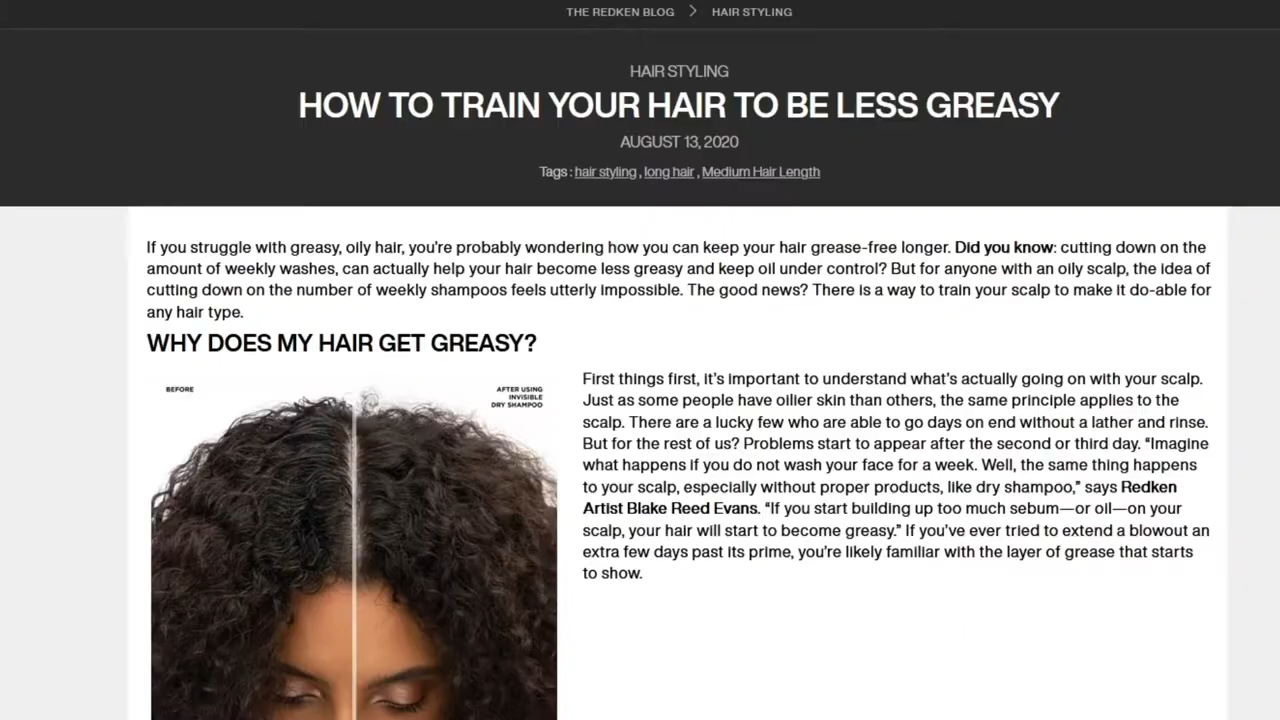 THE REDKEN BLOG > HAIR STYLING
HAIR STYLING
HOW TO TRAIN YOUR HAIR TO BE LESS GREASY
AUGUST 13, 2020
Tags : hair styling , long hair , Medium Hair Length
If you struggle with greasy, oily hair, you're probably wondering how you can keep your hair grease-free longer. Did you know: cutting down on the
amount of weekly washes, can actually help your hair become less greasy and keep oil under control? But for anyone with an oily scalp, the idea of
cutting down on the number of weekly shampoos feels utterly impossible. The good news? There is a way to train your scalp to make it do-able for
any hair type.
WHY DOES MY HAIR GET GREASY?
BEFORE
AFTER USING
INVISIBLE
DRY SHAMPOO
First things first, it's important to understand what's actually going on with your scalp.
Just as some people have oilier skin than others, the same principle applies to the
scalp. There are a lucky few who are able to go days on end without a lather and rinse.
But for the rest of us? Problems start to appear after the second or third day. "Imagine
what happens if you do not wash your face for a week. Well, the same thing happens
to your scalp, especially without proper products, like dry shampoo," says Redken
Artist Blake Reed Evans. "If you start building up too much sebum—or oil—on your
scalp, your hair will start to become greasy." If you've ever tried to extend a blowout an
extra few days past its prime, you're likely familiar with the layer of grease that starts
to show.